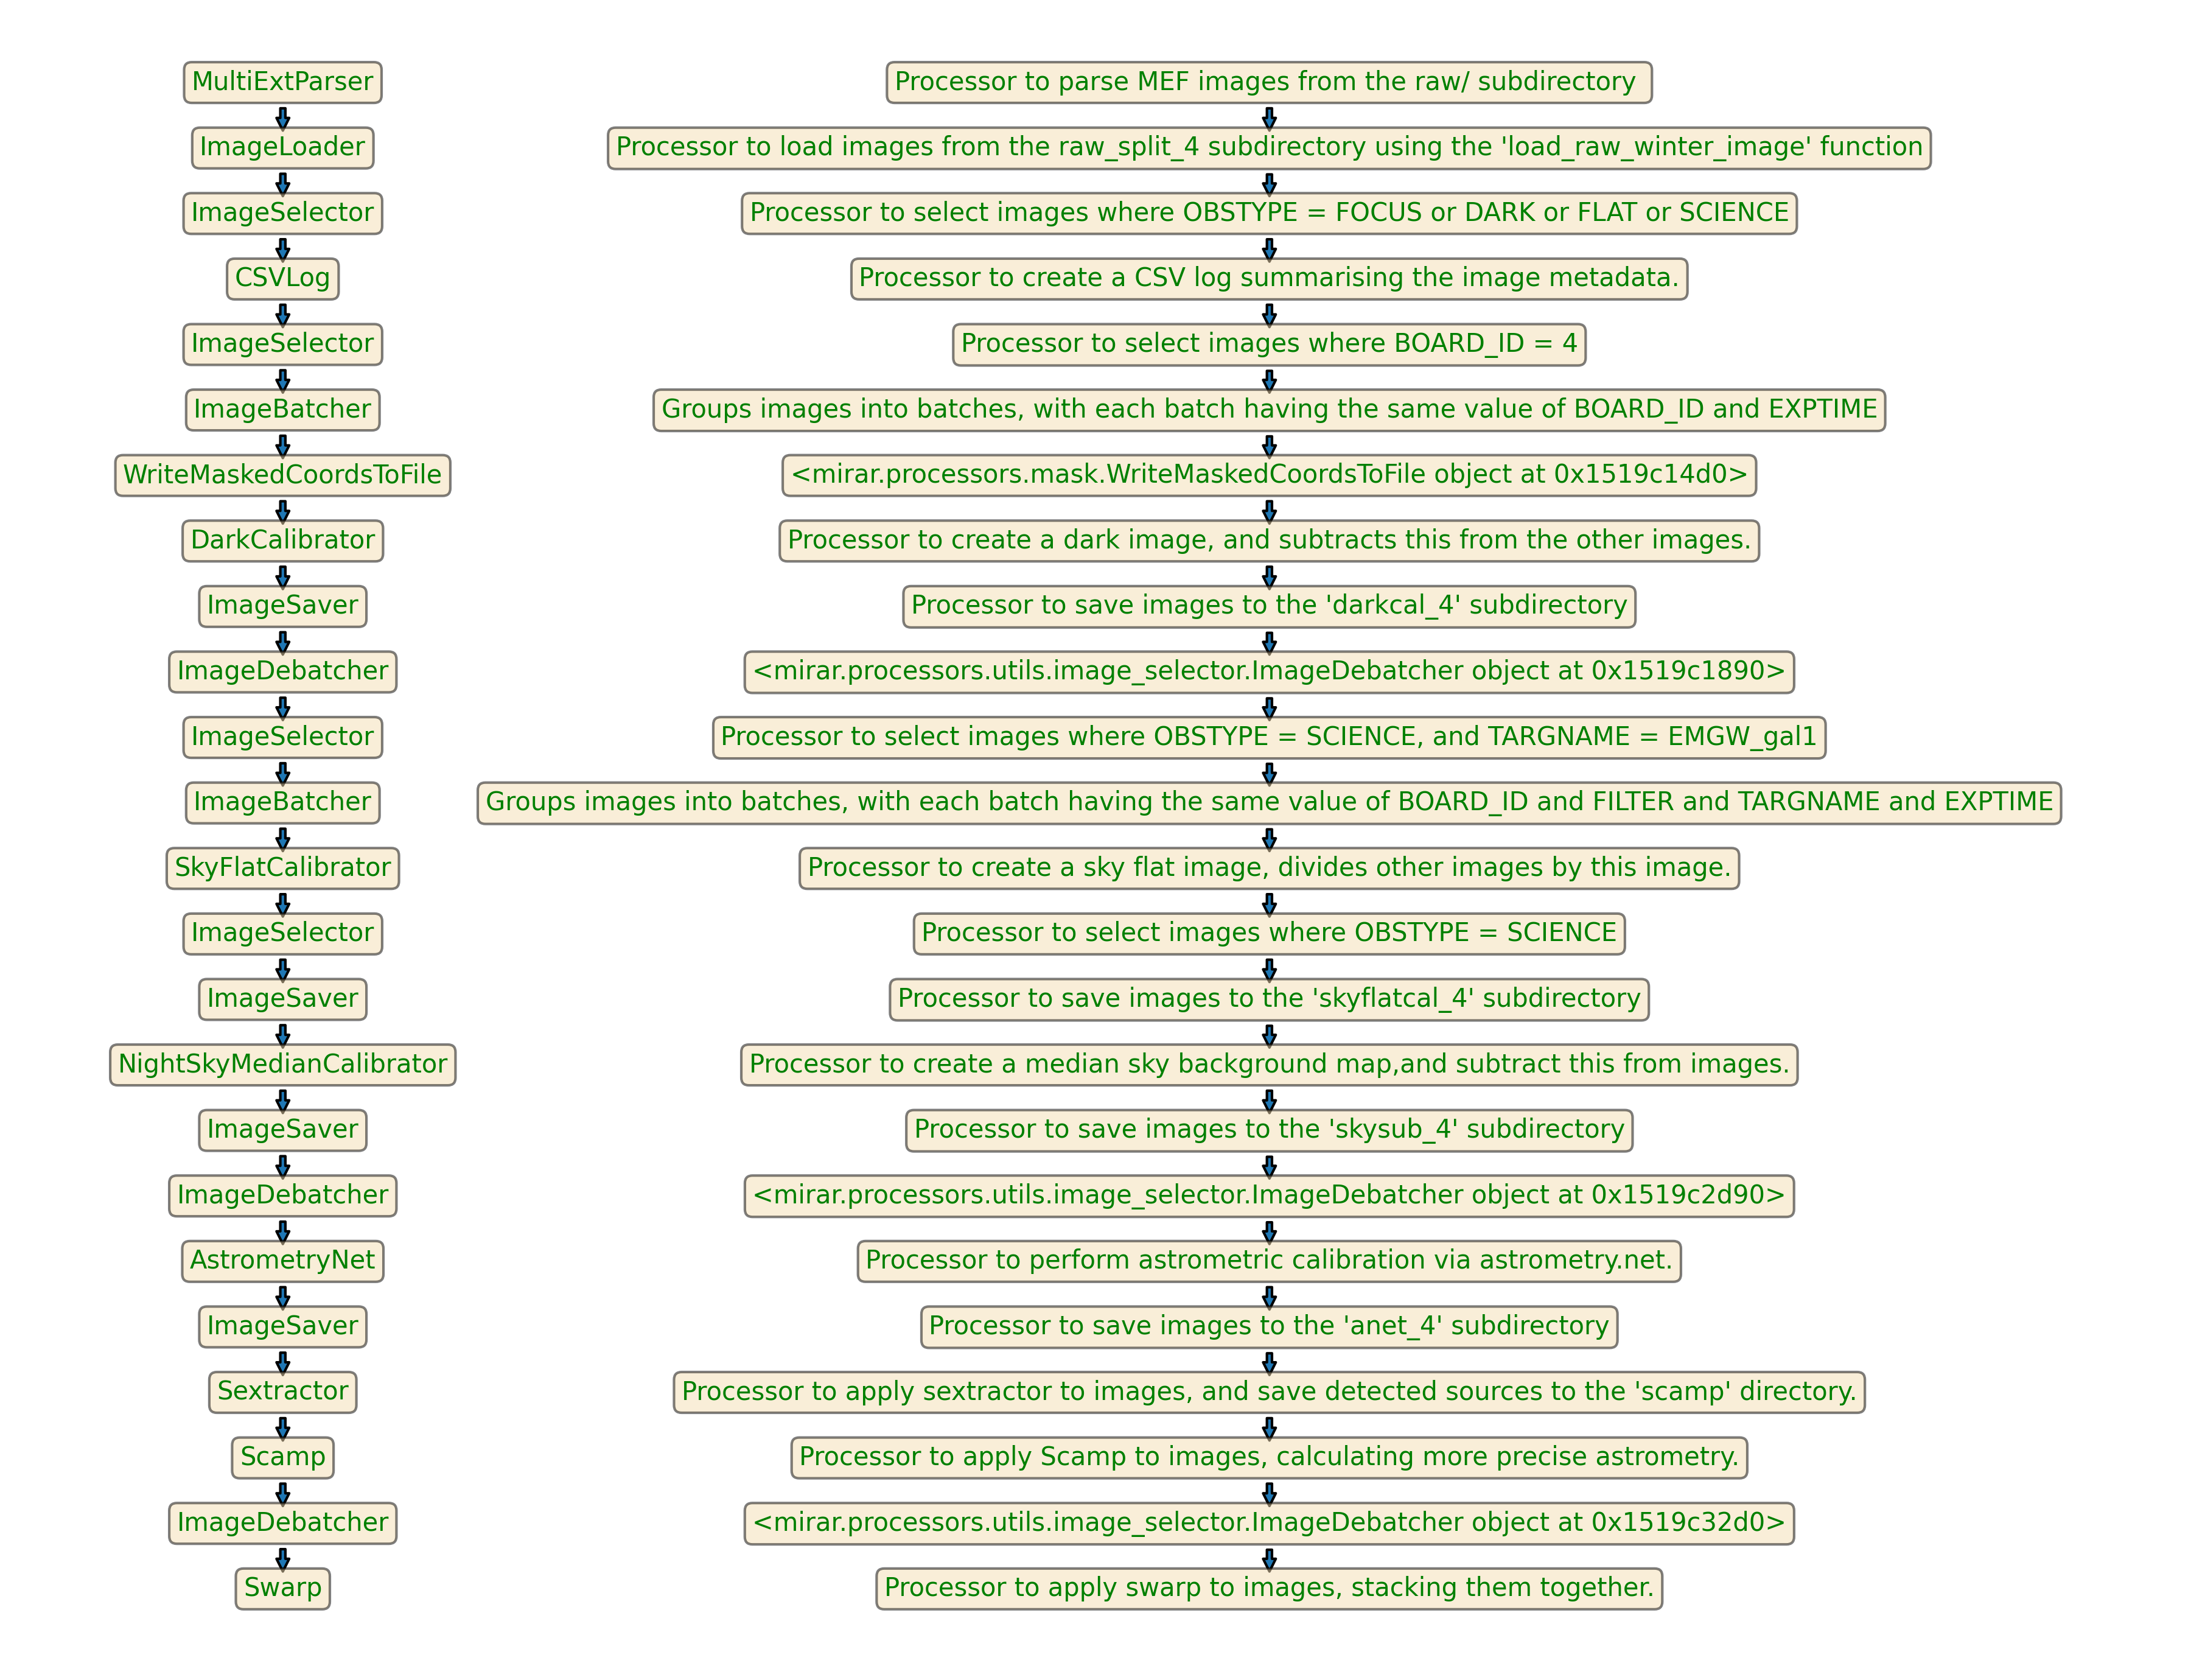 MultiExtParser
Processor to parse MEF images from the raw/ subdirectory
ImageLoader
Processor to load images from the raw_split_4 subdirectory using the 'load_raw_winter_image' function
ImageSelector
Processor to select images where OBSTYPE = FOCUS or DARK or FLAT or SCIENCE
CSVLog
Processor to create a CSV log summarising the image metadata.
ImageSelector
Processor to select images where BOARD_ID = 4
ImageBatcher
Groups images into batches, with each batch having the same value of BOARD_ID and EXPTIME
WriteMaskedCoordsToFile
<mirar.processors.mask.WriteMaskedCoordsToFile object at 0x1519c14d0>
DarkCalibrator
Processor to create a dark image, and subtracts this from the other images.
ImageSaver
Processor to save images to the 'darkcal_4' subdirectory
ImageDebatcher
<mirar.processors.utils.image_selector.ImageDebatcher object at 0x1519c1890>
ImageSelector
Processor to select images where OBSTYPE = SCIENCE, and TARGNAME = EMGW_gal1
ImageBatcher
Groups images into batches, with each batch having the same value of BOARD_ID and FILTER and TARGNAME and EXPTIME
SkyFlatCalibrator
Processor to create a sky flat image, divides other images by this image.
ImageSelector
Processor to select images where OBSTYPE = SCIENCE
ImageSaver
Processor to save images to the 'skyflatcal_4' subdirectory
NightSkyMedianCalibrator
Processor to create a median sky background map,and subtract this from images.
ImageSaver
Processor to save images to the 'skysub_4' subdirectory
ImageDebatcher
<mirar.processors.utils.image_selector.ImageDebatcher object at 0x1519c2d90>
AstrometryNet
Processor to perform astrometric calibration via astrometry.net.
ImageSaver
Processor to save images to the 'anet_4' subdirectory
Sextractor
Processor to apply sextractor to images, and save detected sources to the 'scamp' directory.
Scamp
Processor to apply Scamp to images, calculating more precise astrometry.
ImageDebatcher
<mirar.processors.utils.image_selector.ImageDebatcher object at 0x1519c32d0>
Swarp
Processor to apply swarp to images, stacking them together.